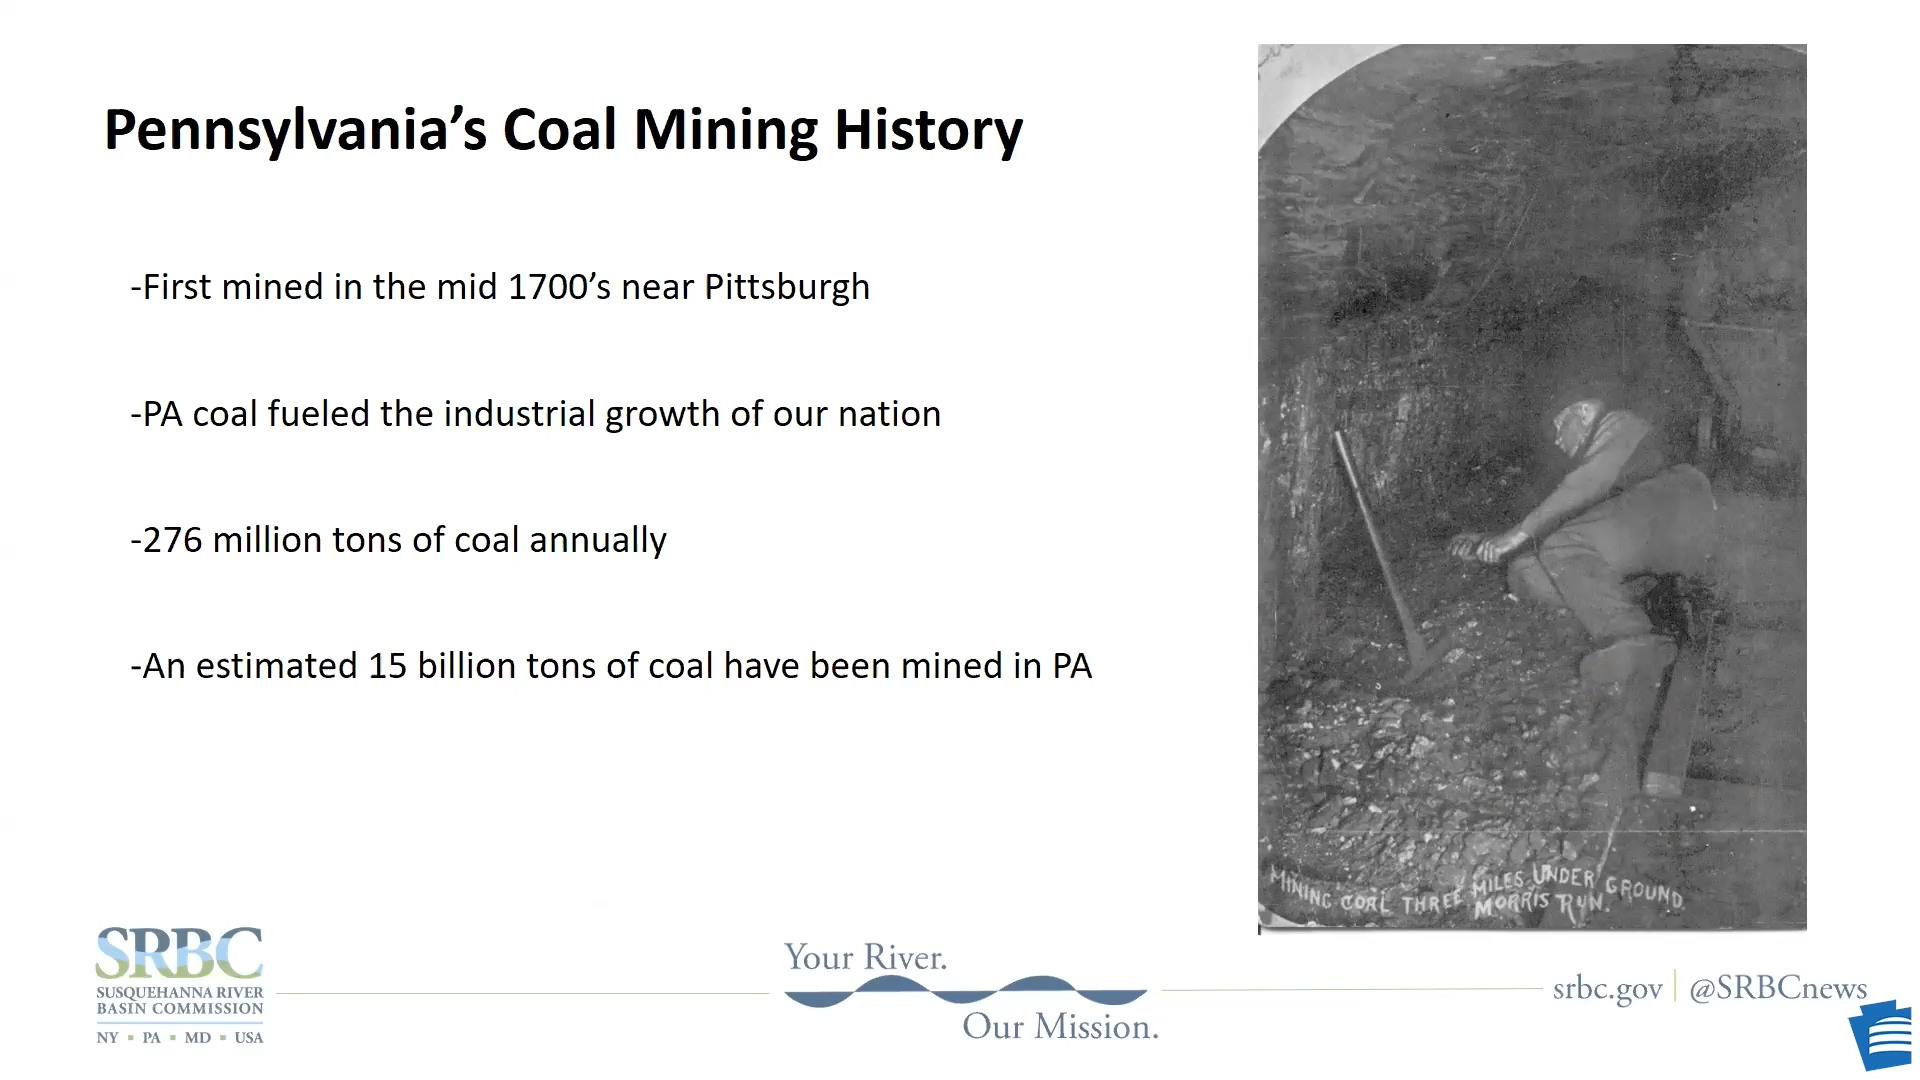 Pennsylvania’s Coal Mining History
-First mined in the mid 1700’s near Pittsburgh
-PA coal fueled the industrial growth of our nation
-276 million tons of coal annually
-An estimated 15 billion tons of coal have been mined in PA
MINING COAL THREE MILES UNDER GROUND.
MORRIS RUN.
SRBC
SUSQUEHANNA RIVER
BASIN COMMISSION
NY ▪ PA ▪ MD ▪ USA
Your River.
Our Mission.
srbc.gov | @SRBCnews